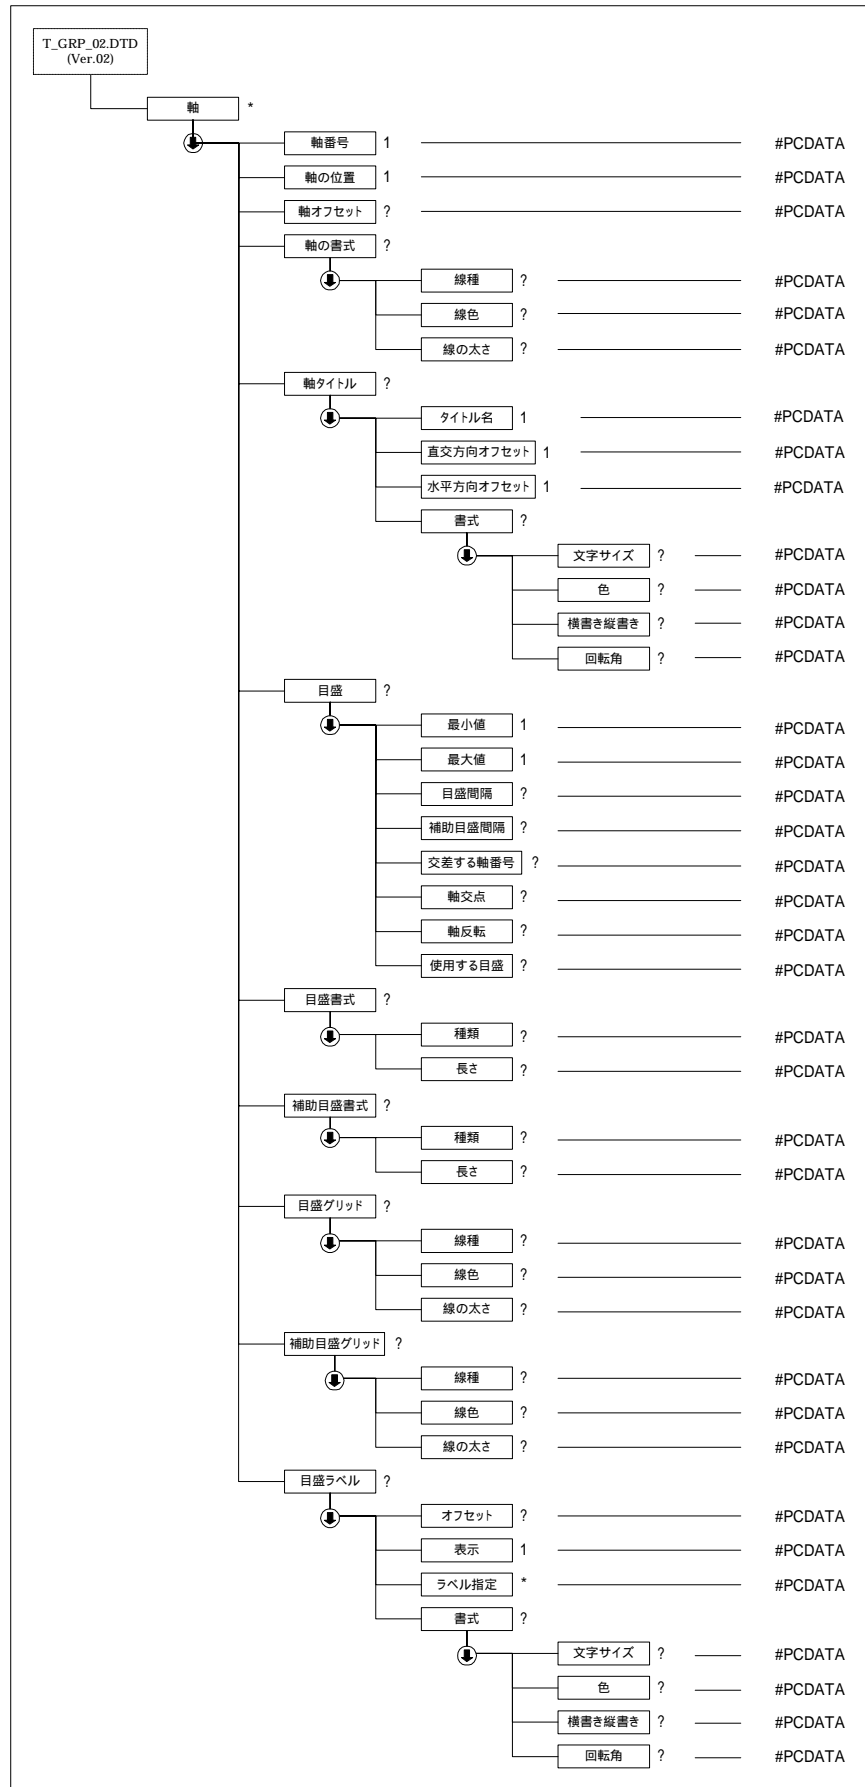 T_GRP_02.DTD
(Ver.02)
軸 *
軸番号 1 #PCDATA
軸の位置 1 #PCDATA
軸オフセット ? #PCDATA
軸の書式 ?
線種 ? #PCDATA
線色 ? #PCDATA
線の太さ ? #PCDATA
軸タイトル ?
タイトル名 1 #PCDATA
直交方向オフセット 1 #PCDATA
水平方向オフセット 1 #PCDATA
書式 ?
文字サイズ ? #PCDATA
色 ? #PCDATA
横書き縦書き ? #PCDATA
回転角 ? #PCDATA
目盛 ?
最小値 1 #PCDATA
最大値 1 #PCDATA
目盛間隔 ? #PCDATA
補助目盛間隔 ? #PCDATA
交差する軸番号 ? #PCDATA
軸交点 ? #PCDATA
軸反転 ? #PCDATA
使用する目盛 ? #PCDATA
目盛書式 ?
種類 ? #PCDATA
長さ ? #PCDATA
補助目盛書式 ?
種類 ? #PCDATA
長さ ? #PCDATA
目盛グリッド ?
線種 ? #PCDATA
線色 ? #PCDATA
線の太さ ? #PCDATA
補助目盛グリッド ?
線種 ? #PCDATA
線色 ? #PCDATA
線の太さ ? #PCDATA
目盛ラベル ?
オフセット ? #PCDATA
表示 1 #PCDATA
ラベル指定 * #PCDATA
書式 ?
文字サイズ ? #PCDATA
色 ? #PCDATA
横書き縦書き ? #PCDATA
回転角 ? #PCDATA